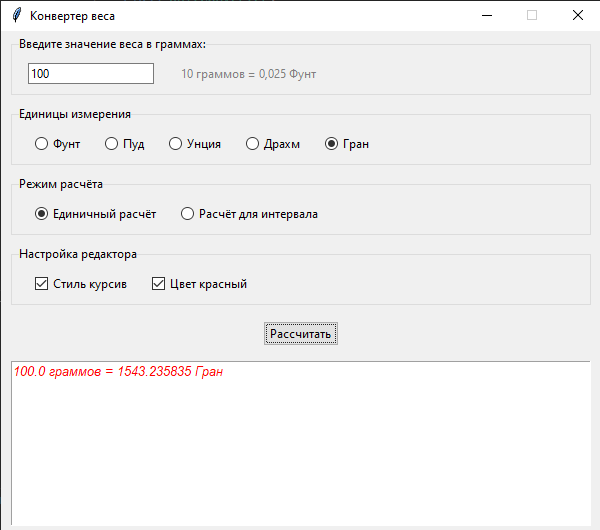 Конвертер веса
Введите значение веса в граммах:
100 10 граммов = 0,025 Фунт
Единицы измерения
Фунт Пуд Унция Драхм Гран
Режим расчёта
Единичный расчёт Расчёт для интервала
Настройка редактора
Стиль курсив Цвет красный
Рассчитать
100.0 граммов = 1543.235835 Гран